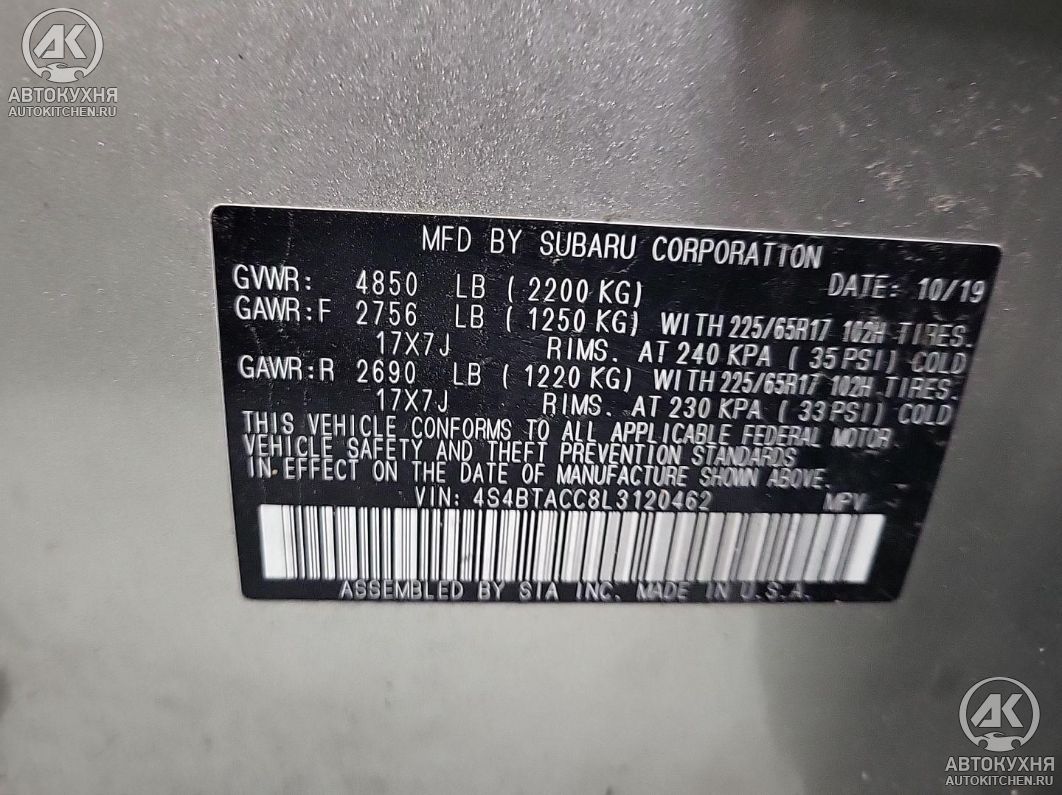 AK
АВТОКУХНЯ
AUTOKITCHEN.RU
MFD BY SUBARU CORPORATION
GVWR: 4850 LB ( 2200 KG) DATE: 10/19
GAWR:F 2756 LB ( 1250 KG) WITH 225/65R17 102H TIRES.
17X7J RIMS. AT 240 KPA ( 35 PSI) COLD
GAWR:R 2690 LB ( 1220 KG) WITH 225/65R17 102H TIRES.
17X7J RIMS. AT 230 KPA ( 33 PSI) COLD
THIS VEHICLE CONFORMS TO ALL APPLICABLE FEDERAL MOTOR
VEHICLE SAFETY AND THEFT PREVENTION STANDARDS
IN EFFECT ON THE DATE OF MANUFACTURE SHOWN ABOVE.
VIN: 4S4BTACC8L3120462 MPV
ASSEMBLED BY SIA INC. MADE IN U.S.A.
AK
АВТОКУХНЯ
AUTOKITCHEN.RU